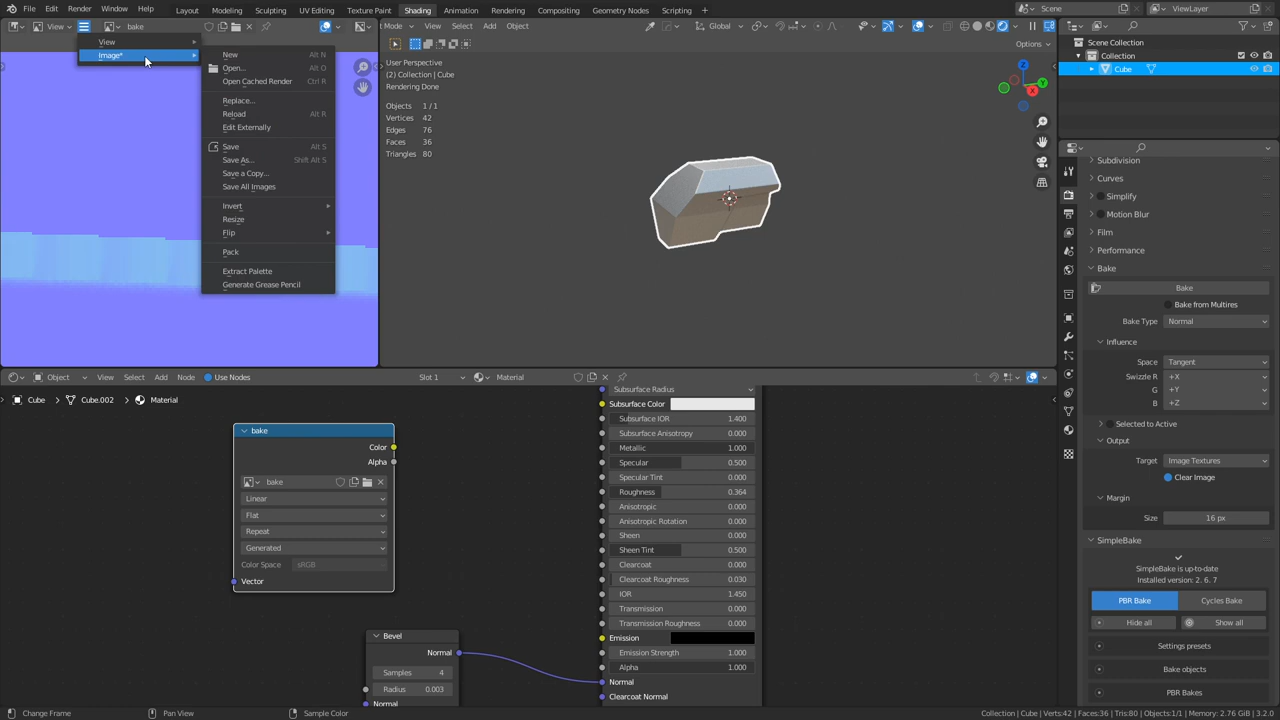 File Edit Render Window Help Layout Modeling Sculpting UV Editing Texture Paint Shading Animation Rendering Compositing Geometry Nodes Scripting Scene ViewLayer
View bake
Mode View Select Add Object Global
Options
View
Image*
New Alt N
Open... Alt O
Open Cached Render Ctrl R
Replace...
Reload Alt R
Edit Externally
Save Alt S
Save As... Shift Alt S
Save a Copy...
Save All Images
Invert
Resize
Flip
Pack
Extract Palette
Generate Grease Pencil
User Perspective
(2) Collection | Cube
Rendering Done
Objects 1 / 1
Vertices 42
Edges 76
Faces 36
Triangles 80
Z
Y
X
Scene Collection
Collection
Cube
Subdivision
Curves
Simplify
Motion Blur
Film
Performance
Bake
Bake
Bake from Multires
Bake Type Normal
Influence
Space Tangent
Swizzle R +X
G +Y
B +Z
Selected to Active
Output
Target Image Textures
Clear Image
Margin
Size 16 px
SimpleBake
SimpleBake is up-to-date
Installed version: 2. 6. 7
PBR Bake Cycles Bake
Hide all Show all
Settings presets
Bake objects
PBR Bakes
Object View Select Add Node Use Nodes Slot 1 Material
Cube > Cube.002 > Material
bake
Color
Alpha
bake
Linear
Flat
Repeat
Generated
Color Space sRGB
Vector
Bevel
Normal
Samples 4
Radius 0.003
Normal
Subsurface Radius
Subsurface Color
Subsurface IOR 1.400
Subsurface Anisotropy 0.000
Metallic 1.000
Specular 0.500
Specular Tint 0.000
Roughness 0.364
Anisotropic 0.000
Anisotropic Rotation 0.000
Sheen 0.000
Sheen Tint 0.500
Clearcoat 0.000
Clearcoat Roughness 0.030
IOR 1.450
Transmission 0.000
Transmission Roughness 0.000
Emission
Emission Strength 1.000
Alpha 1.000
Normal
Clearcoat Normal
Change Frame Pan View Sample Color Collection | Cube | Verts:42 | Faces:36 | Tris:80 | Objects:1/1 | Memory: 2.76 GiB | 3.2.0